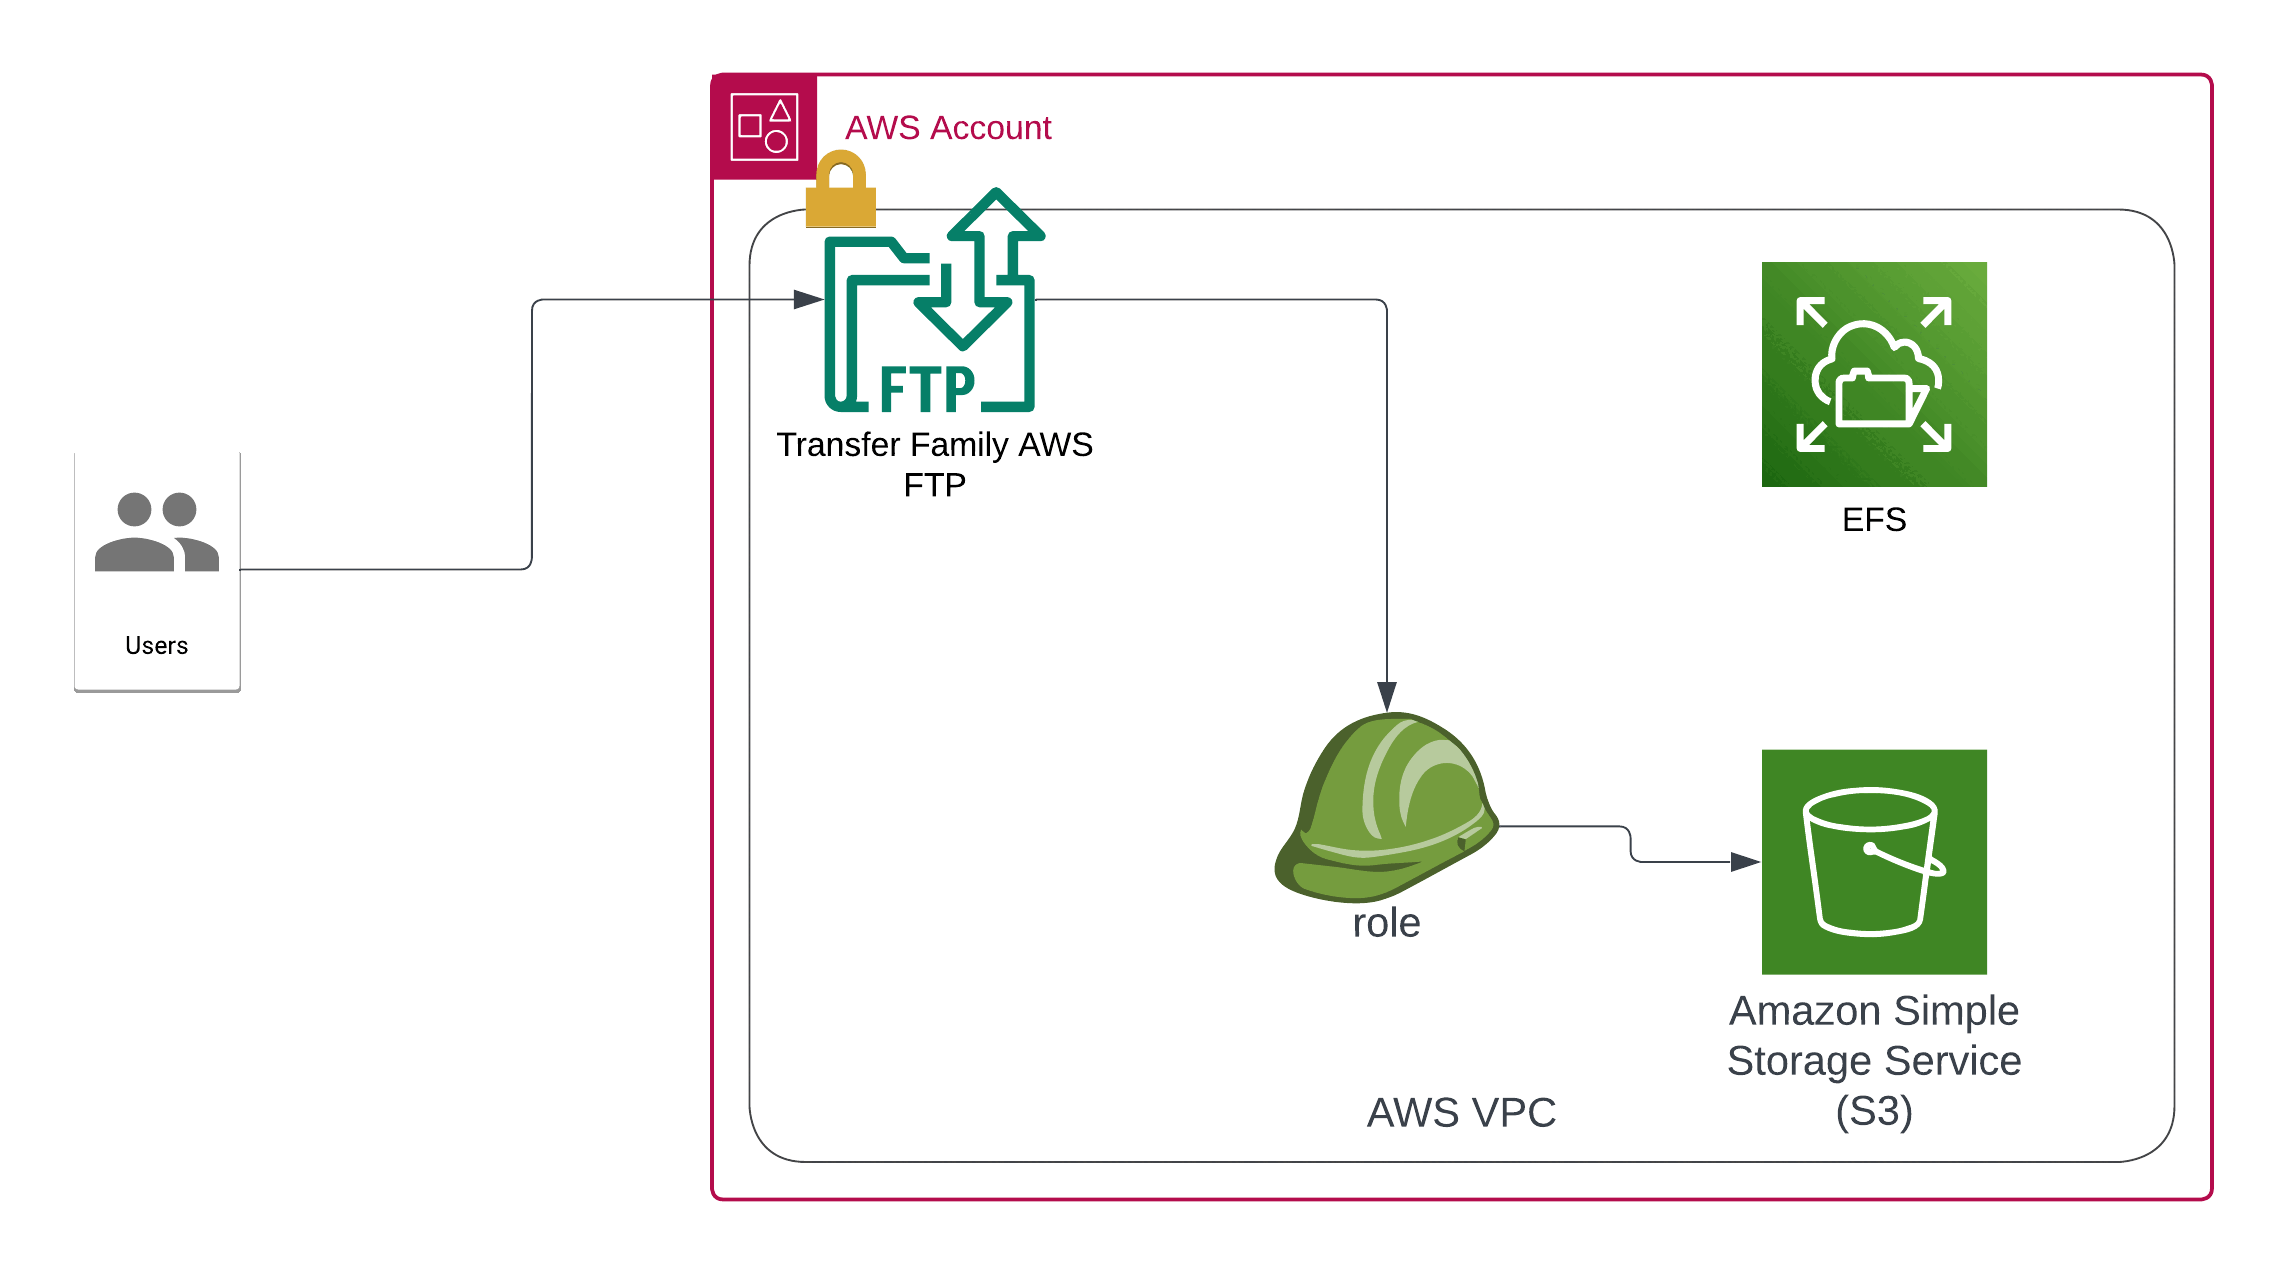 AWS Account
FTP
Transfer Family AWS
FTP
EFS
Users
role
Amazon Simple
Storage Service
(S3)
AWS VPC